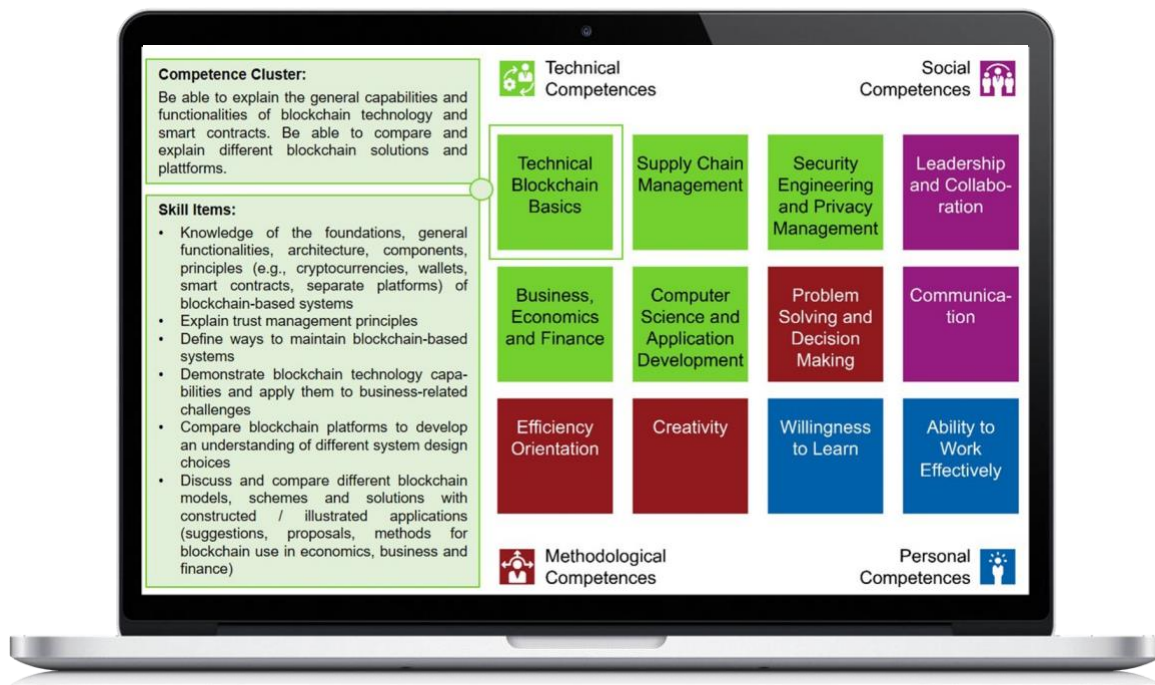 Competence Cluster:
Be able to explain the general capabilities and
functionalities of blockchain technology and
smart contracts. Be able to compare and
explain different blockchain solutions and
plattforms.
Skill Items:
• Knowledge of the foundations, general
functionalities, architecture, components,
principles (e.g., cryptocurrencies, wallets,
smart contracts, separate platforms) of
blockchain-based systems
• Explain trust management principles
• Define ways to maintain blockchain-based
systems
• Demonstrate blockchain technology capa-
bilities and apply them to business-related
challenges
• Compare blockchain platforms to develop
an understanding of different system design
choices
• Discuss and compare different blockchain
models, schemes and solutions with
constructed / illustrated applications
(suggestions, proposals, methods for
blockchain use in economics, business and
finance)
Technical
Competences
Social
Competences
Technical
Blockchain
Basics
Supply Chain
Management
Security
Engineering
and Privacy
Management
Leadership
and Collabo-
ration
Business,
Economics
and Finance
Computer
Science and
Application
Development
Problem
Solving and
Decision
Making
Communica-
tion
Efficiency
Orientation
Creativity
Willingness
to Learn
Ability to
Work
Effectively
Methodological
Competences
Personal
Competences